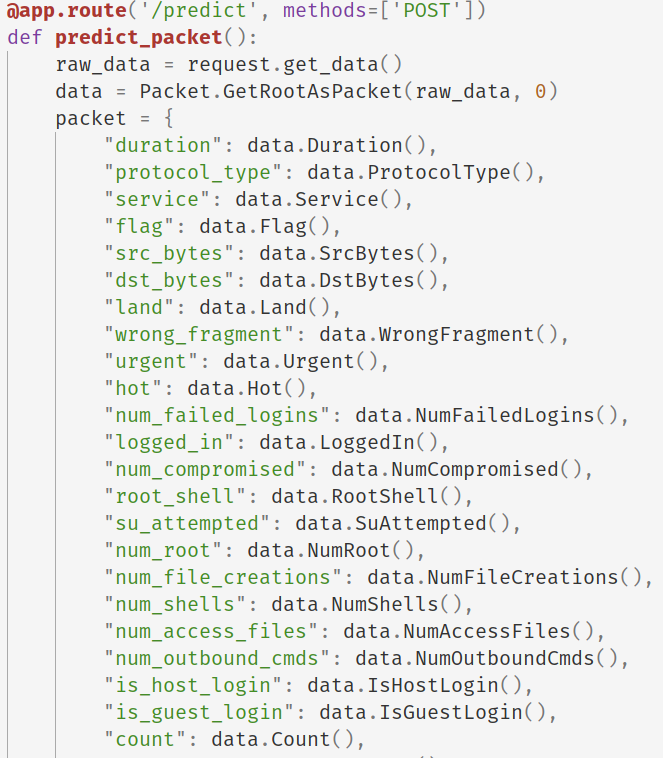 @app.route('/predict', methods=['POST'])
def predict_packet():
    raw_data = request.get_data()
    data = Packet.GetRootAsPacket(raw_data, 0)
    packet = {
        "duration": data.Duration(),
        "protocol_type": data.ProtocolType(),
        "service": data.Service(),
        "flag": data.Flag(),
        "src_bytes": data.SrcBytes(),
        "dst_bytes": data.DstBytes(),
        "land": data.Land(),
        "wrong_fragment": data.WrongFragment(),
        "urgent": data.Urgent(),
        "hot": data.Hot(),
        "num_failed_logins": data.NumFailedLogins(),
        "logged_in": data.LoggedIn(),
        "num_compromised": data.NumCompromised(),
        "root_shell": data.RootShell(),
        "su_attempted": data.SuAttempted(),
        "num_root": data.NumRoot(),
        "num_file_creations": data.NumFileCreations(),
        "num_shells": data.NumShells(),
        "num_access_files": data.NumAccessFiles(),
        "num_outbound_cmds": data.NumOutboundCmds(),
        "is_host_login": data.IsHostLogin(),
        "is_guest_login": data.IsGuestLogin(),
        "count": data.Count(),